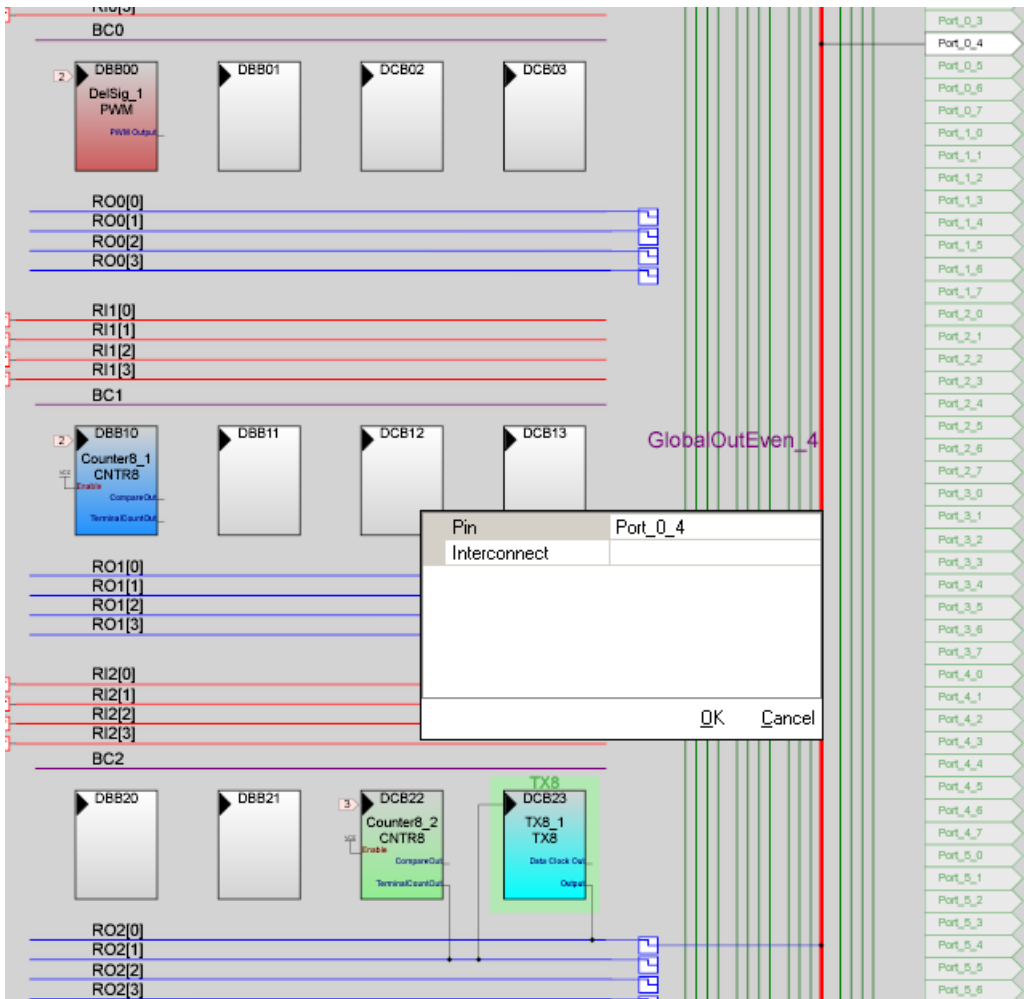 BC0
DBB00
DelSig_1
PWM
PWM Output
2
DBB01
DCB02
DCB03
RO0[0]
RO0[1]
RO0[2]
RO0[3]
RI1[0]
RI1[1]
RI1[2]
RI1[3]
BC1
DBB10
Counter8_1
CNTR8
Enable
CompareOut
TerminalCountOut
2
DBB11
DCB12
DCB13
GlobalOutEven_4
Pin Port_0_4
Interconnect
OK Cancel
RO1[0]
RO1[1]
RO1[2]
RO1[3]
RI2[0]
RI2[1]
RI2[2]
RI2[3]
BC2
DBB20
DBB21
3
DCB22
Counter8_2
CNTR8
Enable
CompareOut
TerminalCountOut
TX8
DCB23
TX8_1
TX8
Data Clock Out
Output
RO2[0]
RO2[1]
RO2[2]
RO2[3]
Port_0_3
Port_0_4
Port_0_5
Port_0_6
Port_0_7
Port_1_0
Port_1_1
Port_1_2
Port_1_3
Port_1_4
Port_1_5
Port_1_6
Port_1_7
Port_2_0
Port_2_1
Port_2_2
Port_2_3
Port_2_4
Port_2_5
Port_2_6
Port_2_7
Port_3_0
Port_3_1
Port_3_2
Port_3_3
Port_3_4
Port_3_5
Port_3_6
Port_3_7
Port_4_0
Port_4_1
Port_4_2
Port_4_3
Port_4_4
Port_4_5
Port_4_6
Port_4_7
Port_5_0
Port_5_1
Port_5_2
Port_5_3
Port_5_4
Port_5_5
Port_5_6